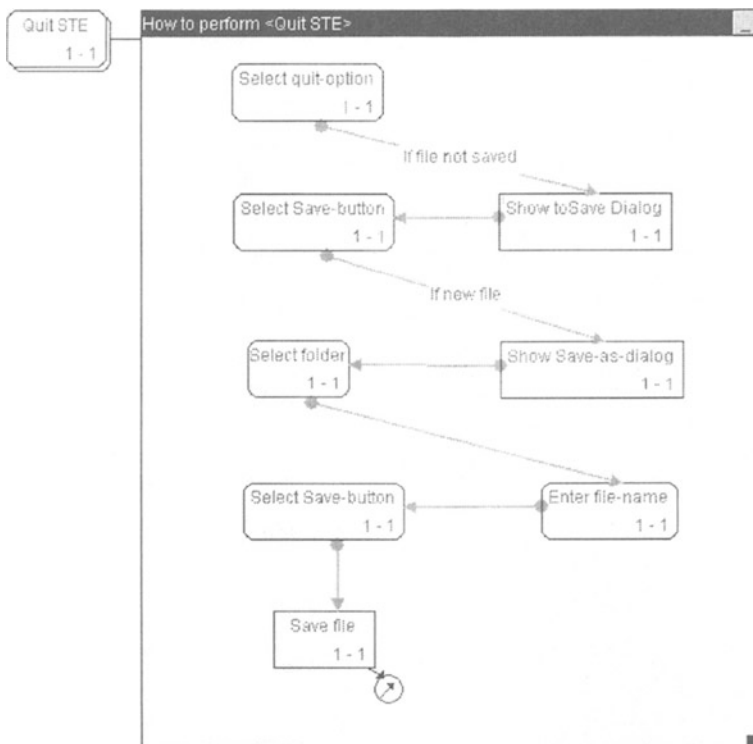 Quit STE
1 - 1
How to perform <Quit STE>
Select quit-option
1 - 1
If file not saved
Select Save-button
1 - 1
Show toSave Dialog
1 - 1
If new file
Select folder
1 - 1
Show Save-as-dialog
1 - 1
Select Save-button
1 - 1
Enter file-name
1 - 1
Save file
1 - 1